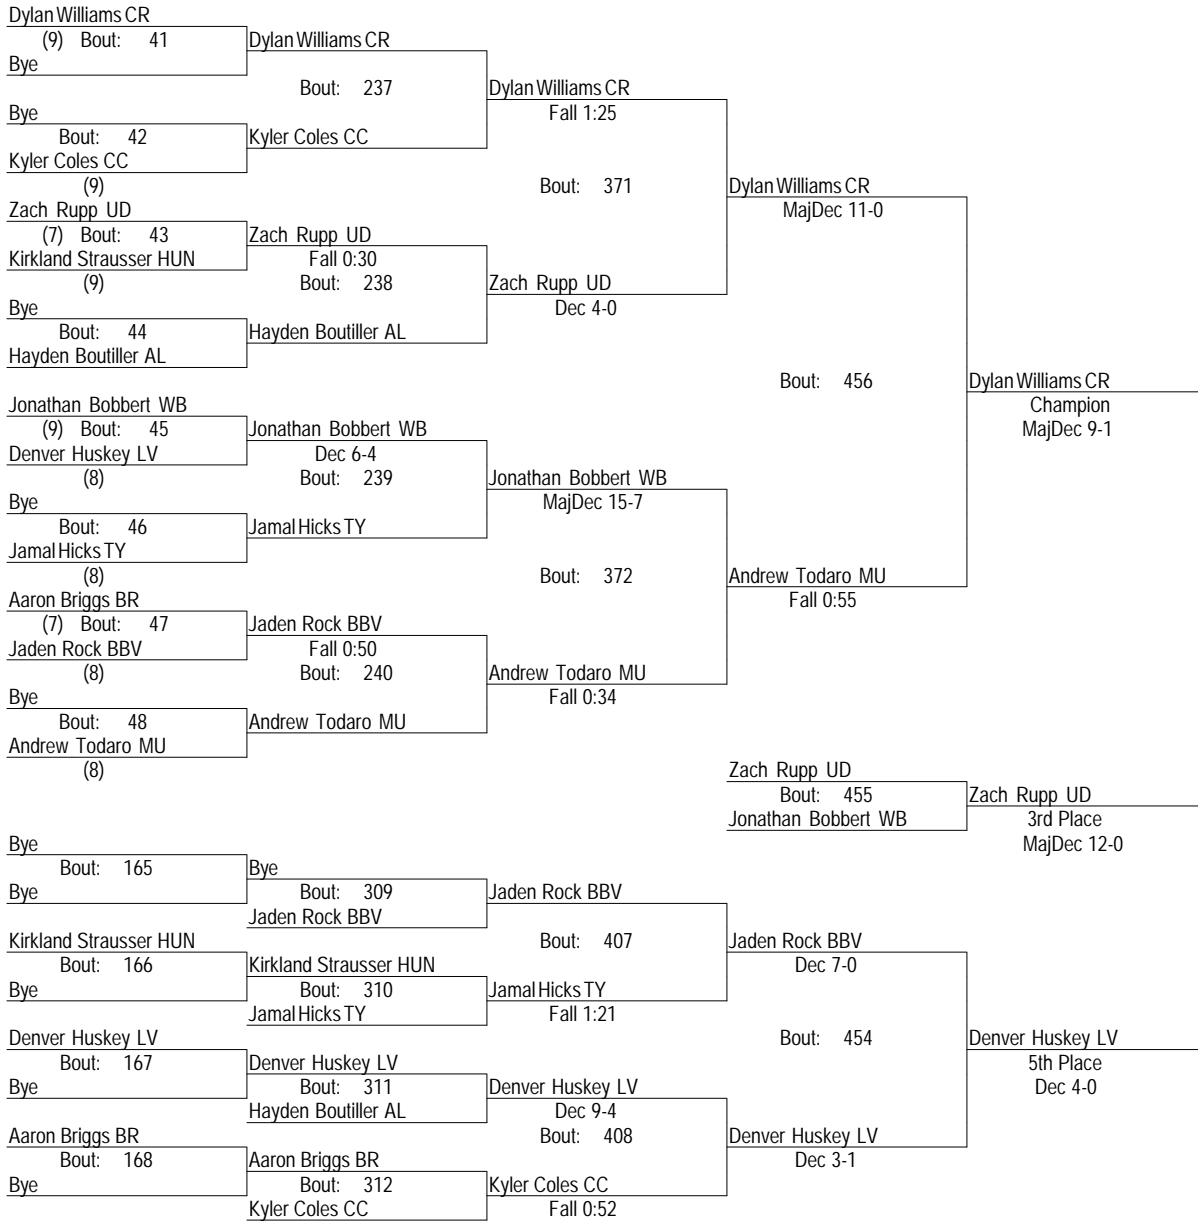 Dylan Williams CR
(9) Bout: 41
Dylan Williams CR
Bye
Bout: 237
Dylan Williams CR
Bye
Fall 1:25
Bout: 42
Kyler Coles CC
Kyler Coles CC
(9)
Bout: 371
Dylan Williams CR
Zach Rupp UD
MajDec 11-0
(7) Bout: 43
Zach Rupp UD
Kirkland Strausser HUN
Fall 0:30
(9)
Bout: 238
Zach Rupp UD
Bye
Dec 4-0
Bout: 44
Hayden Boutiller AL
Hayden Boutiller AL
Bout: 456
Dylan Williams CR
Jonathan Bobbert WB
Champion
(9) Bout: 45
Jonathan Bobbert WB
MajDec 9-1
Denver Huskey LV
Dec 6-4
(8)
Bout: 239
Jonathan Bobbert WB
Bye
MajDec 15-7
Bout: 46
Jamal Hicks TY
Jamal Hicks TY
(8)
Bout: 372
Andrew Todaro MU
Aaron Briggs BR
Fall 0:55
(7) Bout: 47
Jaden Rock BBV
Jaden Rock BBV
Fall 0:50
(8)
Bout: 240
Andrew Todaro MU
Bye
Fall 0:34
Bout: 48
Andrew Todaro MU
Andrew Todaro MU
(8)
Zach Rupp UD
Bout: 455
Zach Rupp UD
Jonathan Bobbert WB
3rd Place
MajDec 12-0
Bye
Bout: 165
Bye
Bye
Bout: 309
Jaden Rock BBV
Jaden Rock BBV
Kirkland Strausser HUN
Bout: 407
Jaden Rock BBV
Bout: 166
Kirkland Strausser HUN
Dec 7-0
Bye
Bout: 310
Jamal Hicks TY
Jamal Hicks TY
Fall 1:21
Denver Huskey LV
Bout: 454
Denver Huskey LV
Bout: 167
Denver Huskey LV
5th Place
Bye
Bout: 311
Denver Huskey LV
Dec 4-0
Hayden Boutiller AL
Dec 9-4
Aaron Briggs BR
Bout: 408
Denver Huskey LV
Bout: 168
Aaron Briggs BR
Dec 3-1
Bye
Bout: 312
Kyler Coles CC
Kyler Coles CC
Fall 0:52